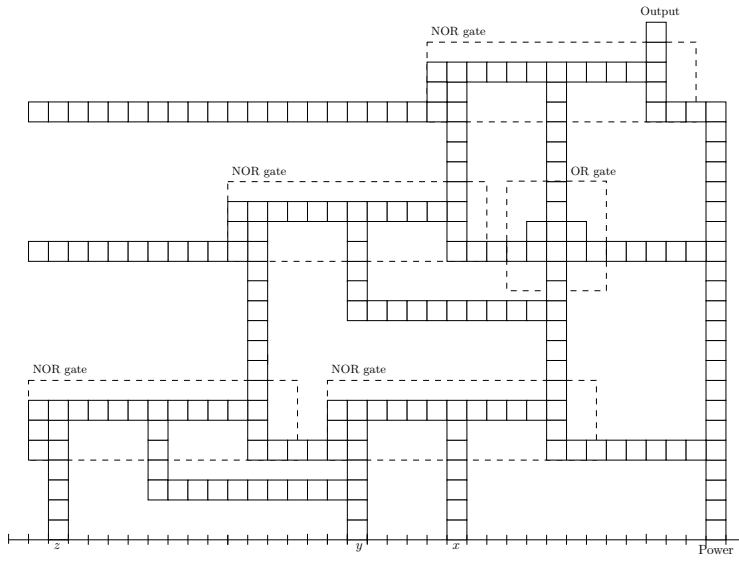 Output
NOR gate
NOR gate
OR gate
NOR gate
NOR gate
z
y
x
Power